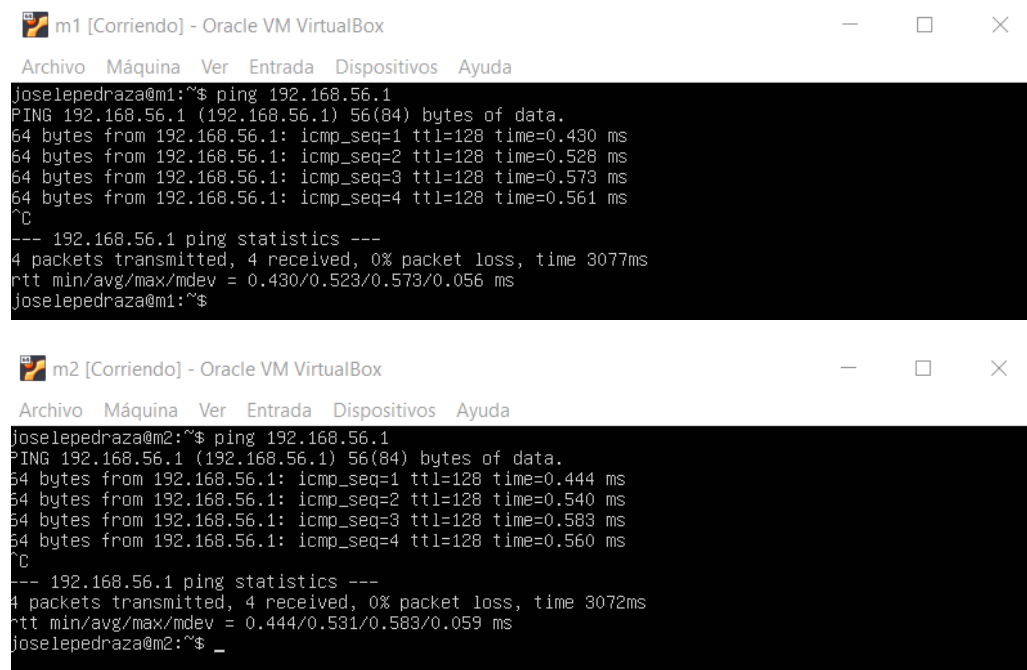 m1 [Corriendo] - Oracle VM VirtualBox
Archivo Máquina Ver Entrada Dispositivos Ayuda
joselepedraza@m1:~$ ping 192.168.56.1
PING 192.168.56.1 (192.168.56.1) 56(84) bytes of data.
64 bytes from 192.168.56.1: icmp_seq=1 ttl=128 time=0.430 ms
64 bytes from 192.168.56.1: icmp_seq=2 ttl=128 time=0.528 ms
64 bytes from 192.168.56.1: icmp_seq=3 ttl=128 time=0.573 ms
64 bytes from 192.168.56.1: icmp_seq=4 ttl=128 time=0.561 ms
^C
--- 192.168.56.1 ping statistics ---
4 packets transmitted, 4 received, 0% packet loss, time 3077ms
rtt min/avg/max/mdev = 0.430/0.523/0.573/0.056 ms
joselepedraza@m1:~$
m2 [Corriendo] - Oracle VM VirtualBox
Archivo Máquina Ver Entrada Dispositivos Ayuda
joselepedraza@m2:~$ ping 192.168.56.1
PING 192.168.56.1 (192.168.56.1) 56(84) bytes of data.
64 bytes from 192.168.56.1: icmp_seq=1 ttl=128 time=0.444 ms
64 bytes from 192.168.56.1: icmp_seq=2 ttl=128 time=0.540 ms
64 bytes from 192.168.56.1: icmp_seq=3 ttl=128 time=0.583 ms
64 bytes from 192.168.56.1: icmp_seq=4 ttl=128 time=0.560 ms
^C
--- 192.168.56.1 ping statistics ---
4 packets transmitted, 4 received, 0% packet loss, time 3072ms
rtt min/avg/max/mdev = 0.444/0.531/0.583/0.059 ms
joselepedraza@m2:~$ _